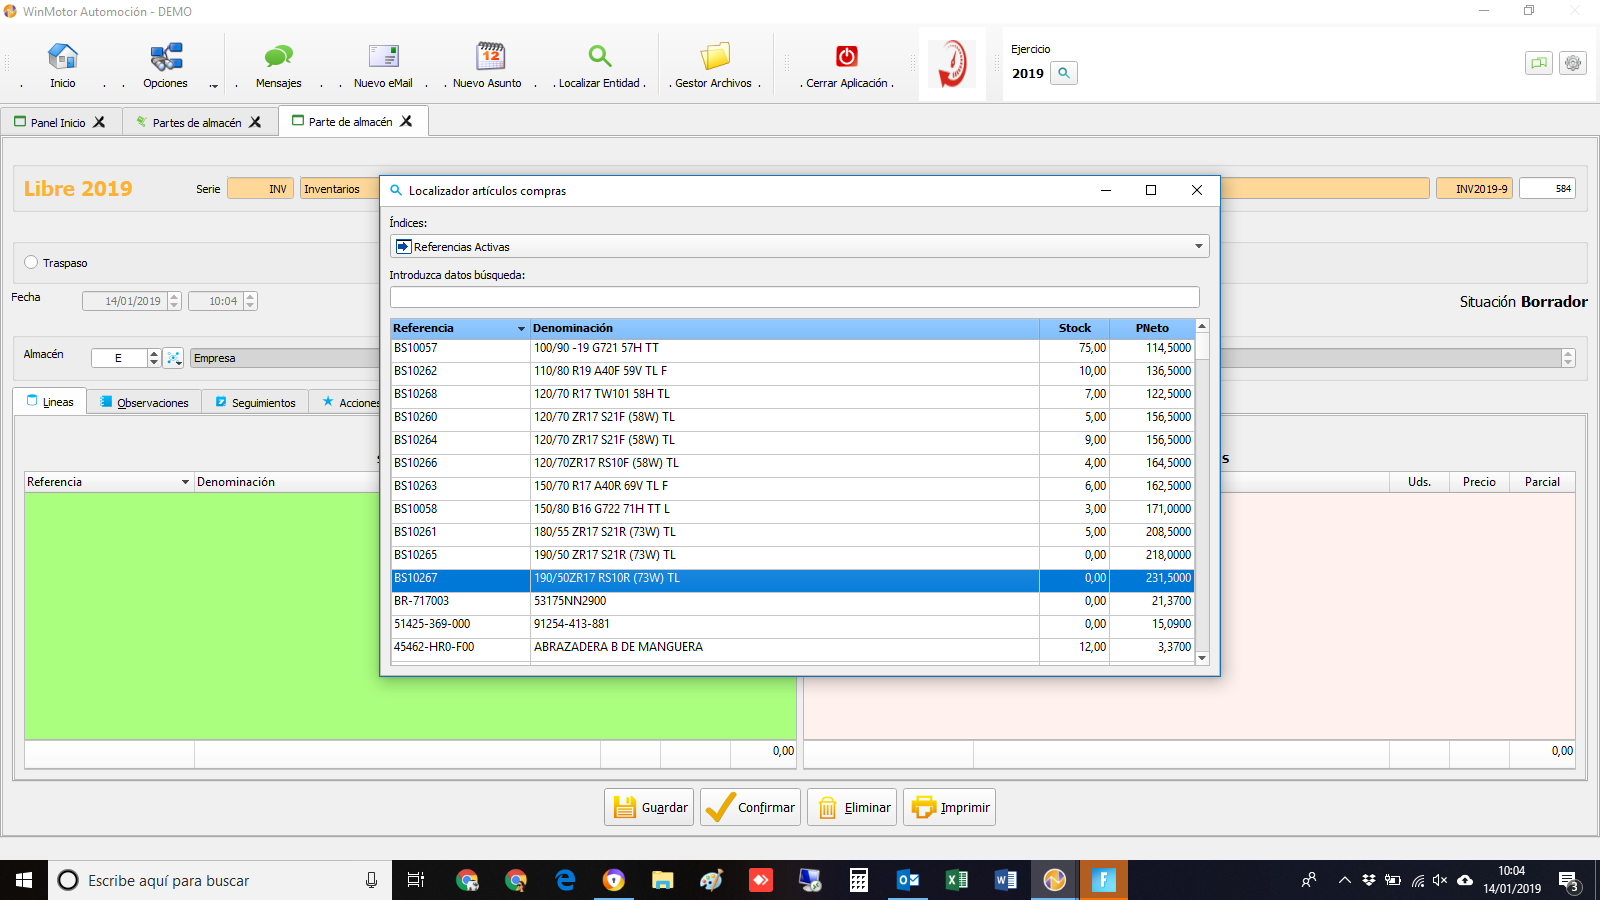 WinMotor Automoción - DEMO
Inicio
Opciones
Mensajes
Nuevo eMail
Nuevo Asunto
Localizar Entidad
Gestor Archivos
Cerrar Aplicación
Ejercicio
2019
Panel Inicio
Partes de almacén
Parte de almacén
Libre 2019
Serie
INV
Inventarios
INV2019-9
584
Traspaso
Fecha
14/01/2019
10:04
Situación Borrador
Almacén
E
Empresa
Lineas
Observaciones
Seguimientos
Acciones
Referencia
Denominación
Uds.
Precio
Parcial
0,00
0,00
Localizador artículos compras
Índices:
Referencias Activas
Introduzca datos búsqueda:
Referencia Denominación Stock PNeto
BS10057 100/90 -19 G721 57H TT 75,00 114,5000
BS10262 110/80 R19 A40F 59V TL F 10,00 136,5000
BS10268 120/70 R17 TW101 58H TL 7,00 122,5000
BS10260 120/70 ZR17 S21F (58W) TL 5,00 156,5000
BS10264 120/70 ZR17 S21F (58W) TL 9,00 156,5000
BS10266 120/70ZR17 RS10F (58W) TL 4,00 164,5000
BS10263 150/70 R17 A40R 69V TL F 6,00 162,5000
BS10058 150/80 B16 G722 71H TT L 3,00 171,0000
BS10261 180/55 ZR17 S21R (73W) TL 5,00 208,5000
BS10265 190/50 ZR17 S21R (73W) TL 0,00 218,0000
BS10267 190/50ZR17 RS10R (73W) TL 0,00 231,5000
BR-717003 53175NN2900 0,00 21,3700
51425-369-000 91254-413-881 0,00 15,0900
45462-HR0-F00 ABRAZADERA B DE MANGUERA 12,00 3,3700
Guardar
Confirmar
Eliminar
Imprimir
Escribe aquí para buscar
10:04
14/01/2019
3